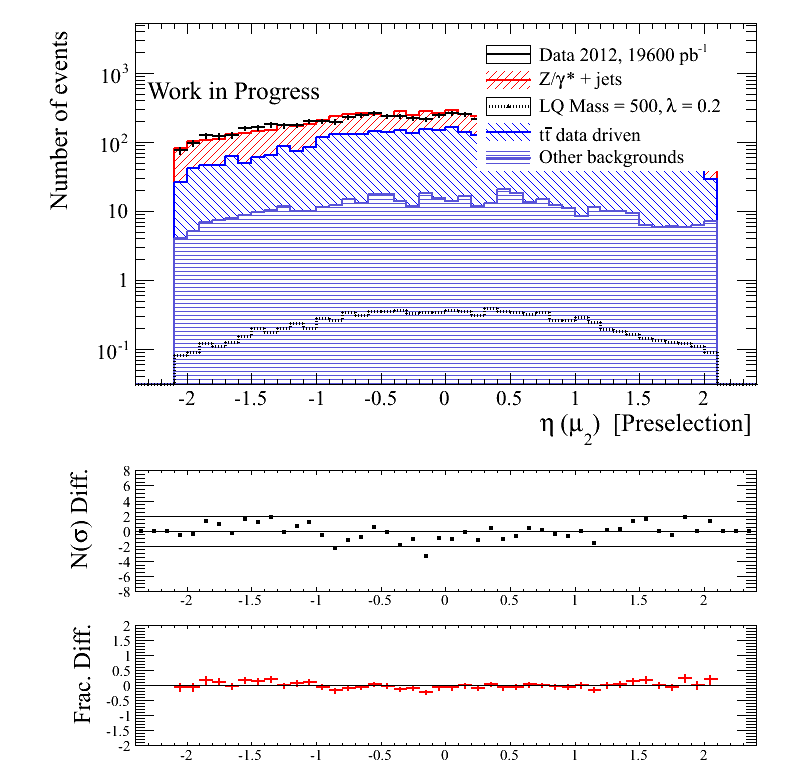 Number of events
10³
10²
10
1
10⁻¹
Work in Progress
Data 2012, 19600 pb⁻¹
Z/γ* + jets
LQ Mass = 500, λ = 0.2
tt̄ data driven
Other backgrounds
-2 -1.5 -1 -0.5 0 0.5 1 1.5 2
η (μ₂) [Preselection]
N(σ) Diff.
8
6
4
2
0
-2
-4
-6
-8
-2 -1.5 -1 -0.5 0 0.5 1 1.5 2
Frac. Diff.
2
1.5
1
0.5
0
-0.5
-1
-1.5
-2
-2 -1.5 -1 -0.5 0 0.5 1 1.5 2